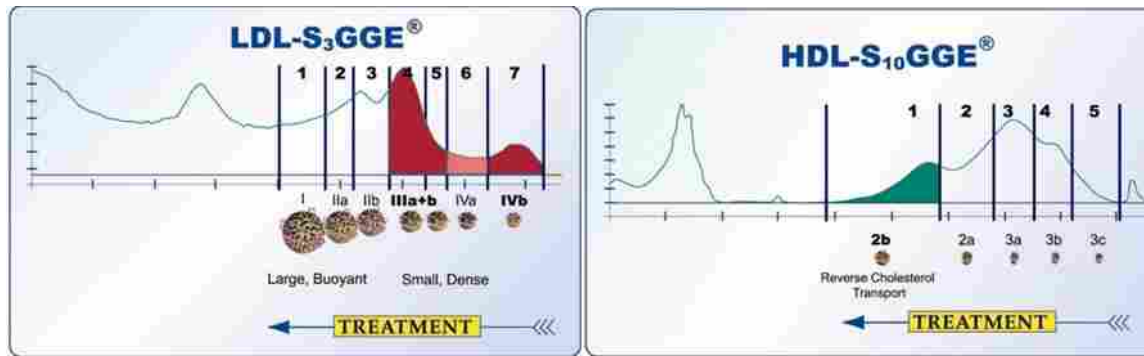 LDL-S₃GGE®
1 2 3 4 5 6 7
I IIa IIb IIIa+b IVa IVb
Large, Buoyant Small, Dense
TREATMENT
HDL-S₁₀GGE®
1 2 3 4 5
2b 2a 3a 3b 3c
Reverse Cholesterol
Transport
TREATMENT